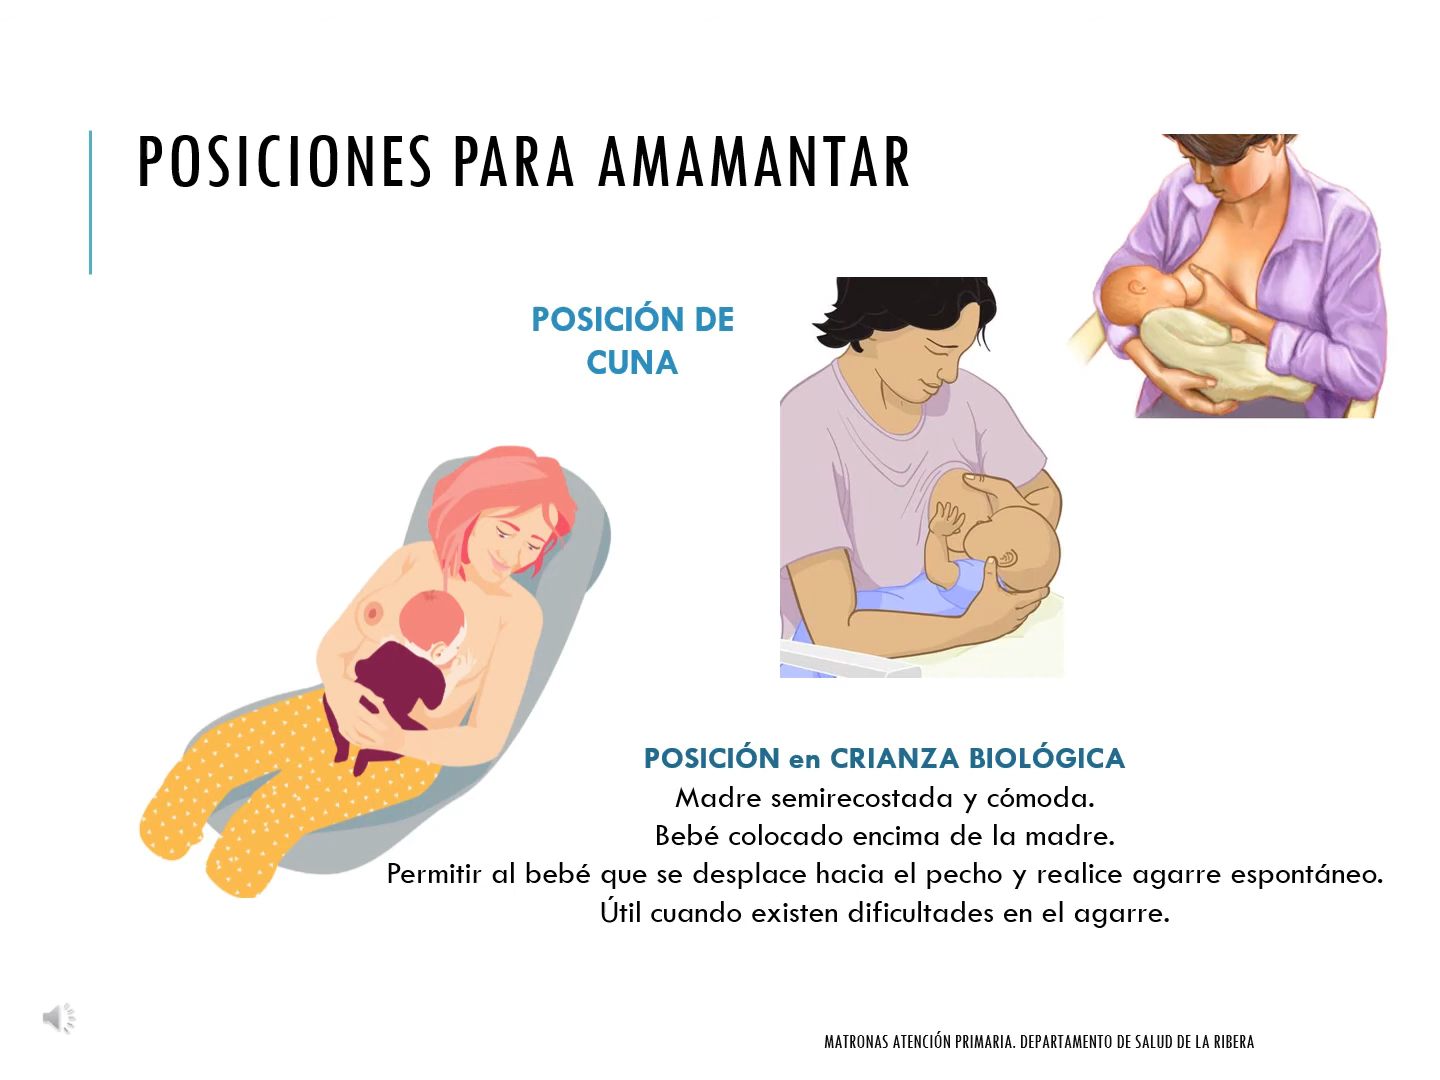 POSICIONES PARA AMAMANTAR
POSICIÓN DE
CUNA
POSICIÓN en CRIANZA BIOLÓGICA
Madre semirecostada y cómoda.
Bebé colocado encima de la madre.
Permitir al bebé que se desplace hacia el pecho y realice agarre espontáneo.
Útil cuando existen dificultades en el agarre.
MATRONAS ATENCIÓN PRIMARIA. DEPARTAMENTO DE SALUD DE LA RIBERA